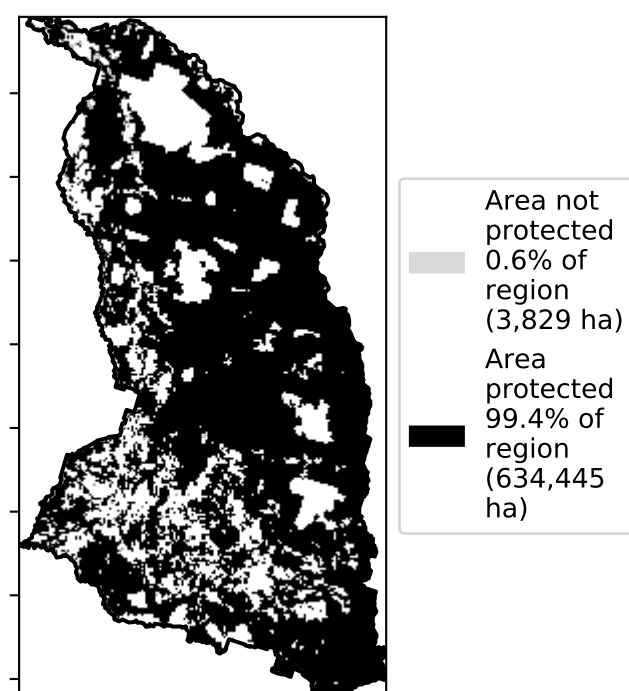 Area not
protected
0.6% of
region
(3,829 ha)
Area
protected
99.4% of
region
(634,445
ha)